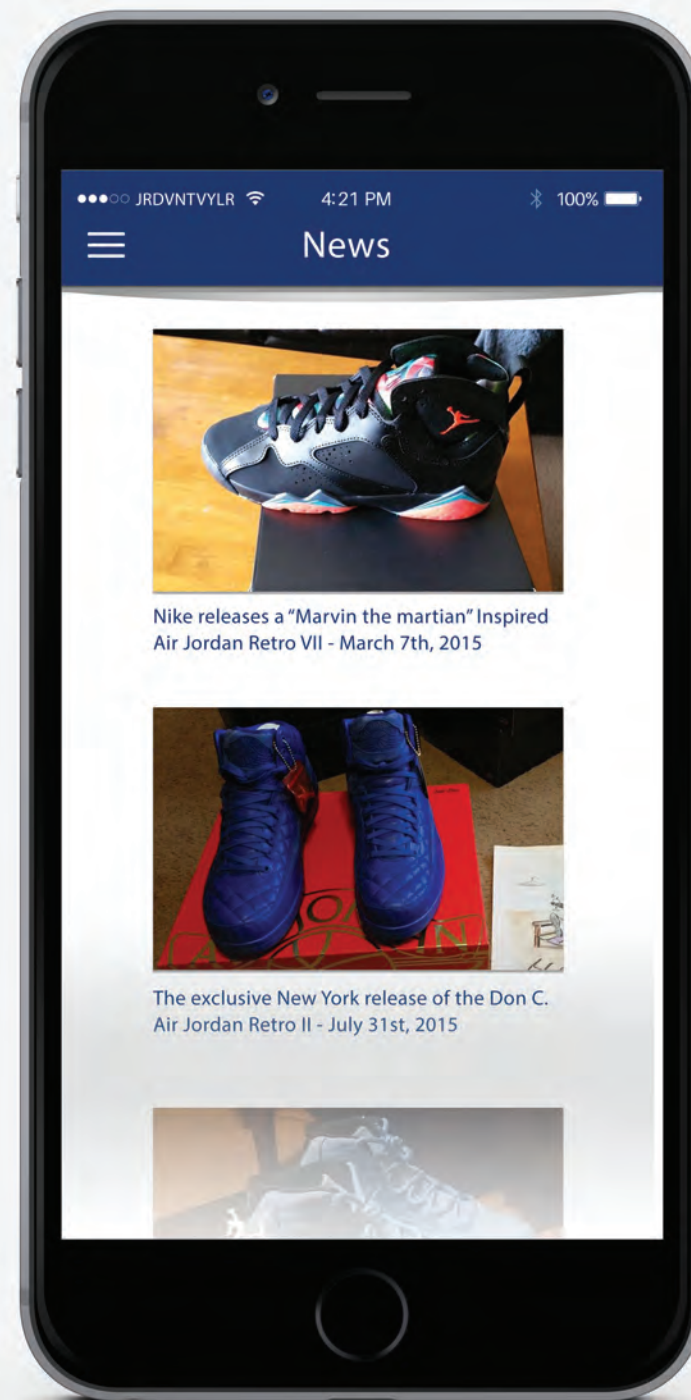 JRDVNTVYLR 4:21 PM 100%
News
Nike releases a “Marvin the martian” Inspired
Air Jordan Retro VII - March 7th, 2015
The exclusive New York release of the Don C.
Air Jordan Retro II - July 31st, 2015